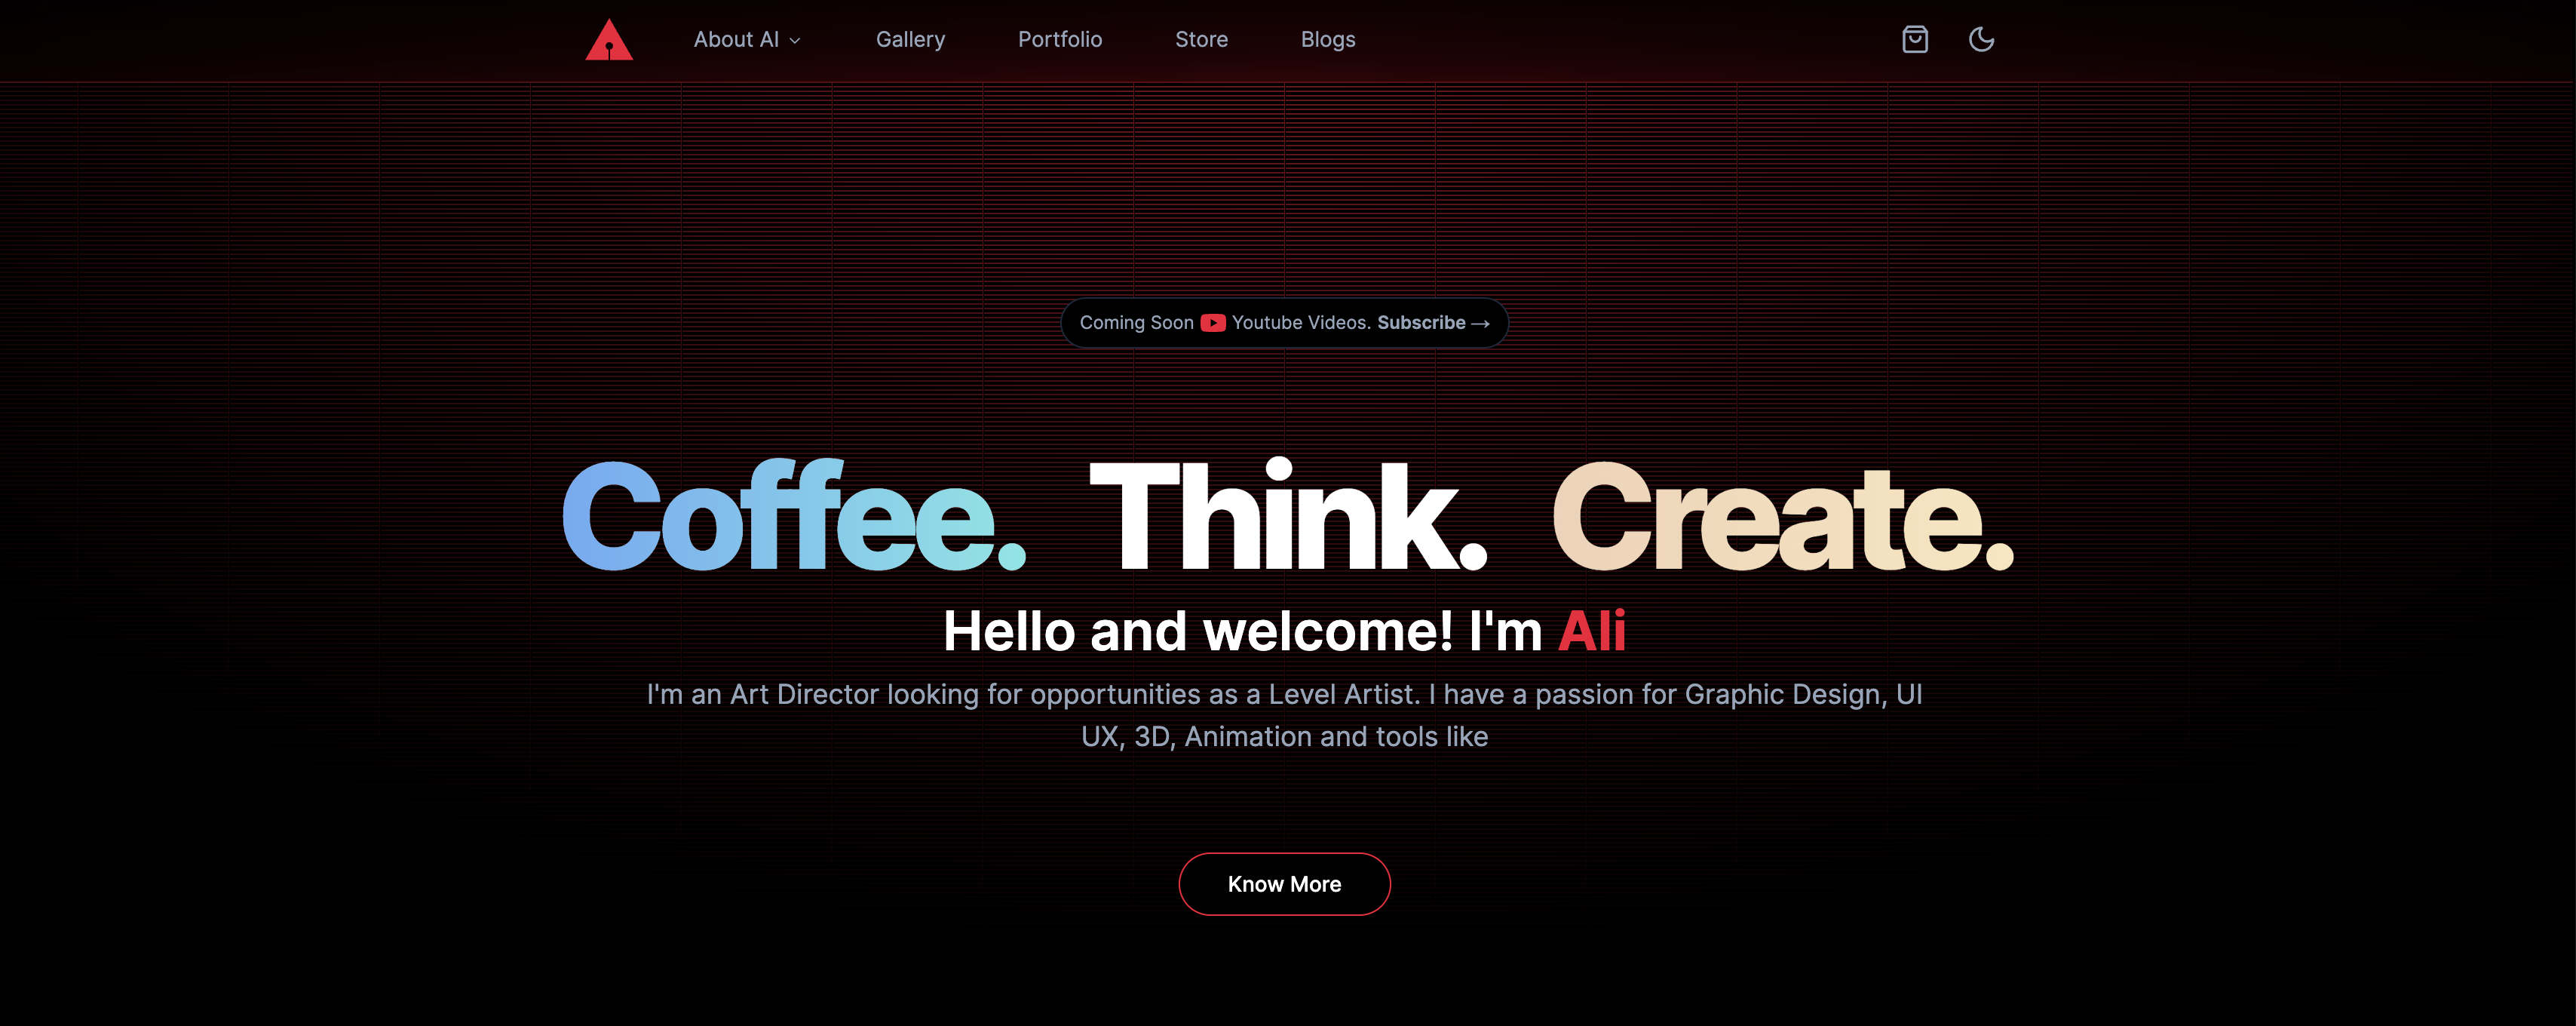 About AI
Gallery
Portfolio
Store
Blogs
Coming Soon Youtube Videos. Subscribe →
Coffee. Think. Create.
Hello and welcome! I'm Ali
I'm an Art Director looking for opportunities as a Level Artist. I have a passion for Graphic Design, UI
UX, 3D, Animation and tools like
Know More